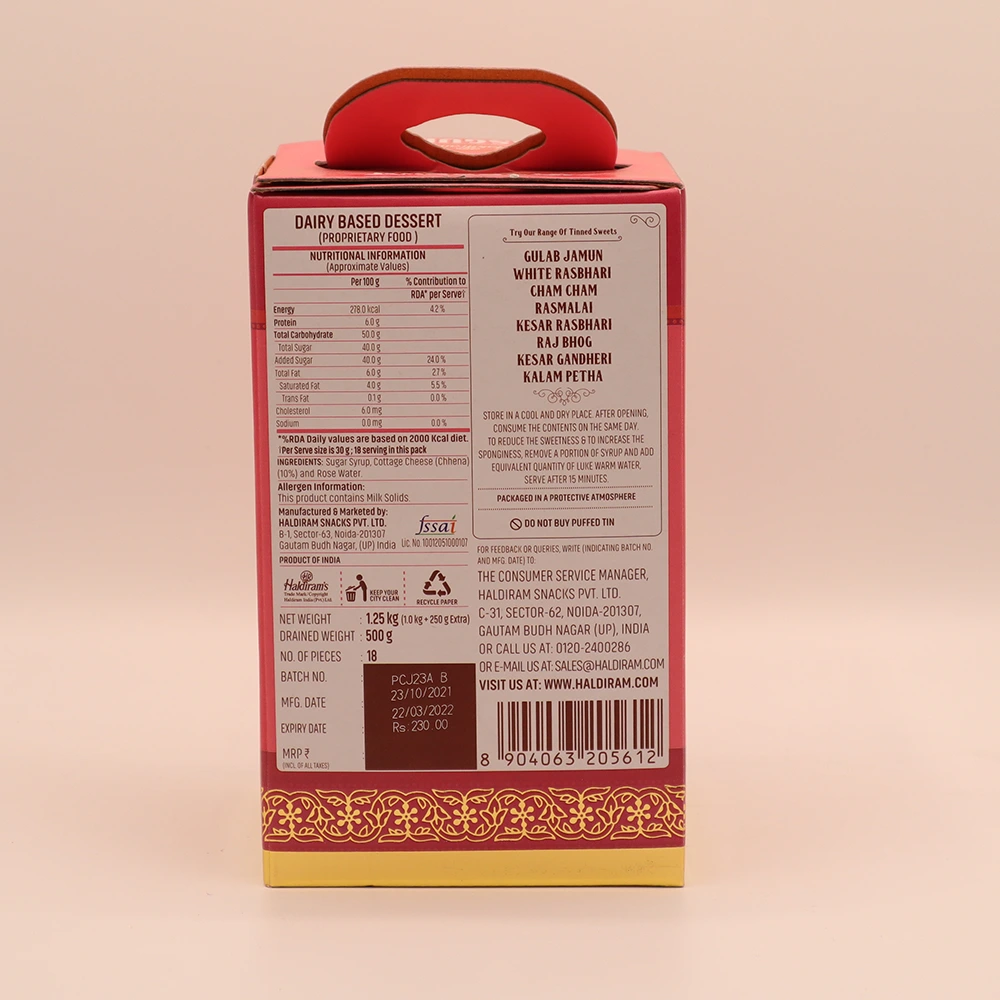 DAIRY BASED DESSERT
(PROPRIETARY FOOD )
NUTRITIONAL INFORMATION
(Approximate Values)
Per 100 g % Contribution to
RDA* per Serve†
Energy 278.0 kcal 4.2 %
Protein 6.0 g
Total Carbohydrate 50.0 g
Total Sugar 40.0 g
Added Sugar 40.0 g 24.0 %
Total Fat 6.0 g 2.7 %
Saturated Fat 4.0 g 5.5 %
Trans Fat 0.1 g 0.0 %
Cholesterol 6.0 mg
Sodium 0.0 mg 0.0 %
*%RDA Daily values are based on 2000 Kcal diet.
†Per Serve size is 30 g ; 18 serving in this pack
INGREDIENTS: Sugar Syrup, Cottage Cheese (Chhena)
(10%) and Rose Water.
Allergen Information:
This product contains Milk Solids.
Manufactured & Marketed by:
HALDIRAM SNACKS PVT. LTD.
B-1, Sector-63, Noida-201307
Gautam Budh Nagar, (UP) India
fssai
Lic. No. 10012051000107
PRODUCT OF INDIA
Haldiram's
Trade Mark/Copyright
Haldiram India (Pvt) Ltd.
KEEP YOUR
CITY CLEAN
RECYCLE PAPER
NET WEIGHT : 1.25 kg (1.0 kg + 250 g Extra)
DRAINED WEIGHT : 500 g
NO. OF PIECES : 18
BATCH NO. PCJ23A B
MFG. DATE 23/10/2021
EXPIRY DATE 22/03/2022
MRP ₹ Rs. 230.00
(INCL. OF ALL TAXES)
Try Our Range Of Tinned Sweets
GULAB JAMUN
WHITE RASBHARI
CHAM CHAM
RASMALAI
KESAR RASBHARI
RAJ BHOG
KESAR GANDHERI
KALAM PETHA
STORE IN A COOL AND DRY PLACE. AFTER OPENING,
CONSUME THE CONTENTS ON THE SAME DAY.
TO REDUCE THE SWEETNESS & TO INCREASE THE
SPONGINESS, REMOVE A PORTION OF SYRUP AND ADD
EQUIVALENT QUANTITY OF LUKE WARM WATER,
SERVE AFTER 15 MINUTES.
PACKAGED IN A PROTECTIVE ATMOSPHERE
DO NOT BUY PUFFED TIN
FOR FEEDBACK OR QUERIES, WRITE (INDICATING BATCH NO.
AND MFG. DATE) TO:
THE CONSUMER SERVICE MANAGER,
HALDIRAM SNACKS PVT. LTD.
C-31, SECTOR-62, NOIDA-201307,
GAUTAM BUDH NAGAR (UP), INDIA
OR CALL US AT: 0120-2400286
OR E-MAIL US AT: SALES@HALDIRAM.COM
VISIT US AT: WWW.HALDIRAM.COM
8 904063 205612